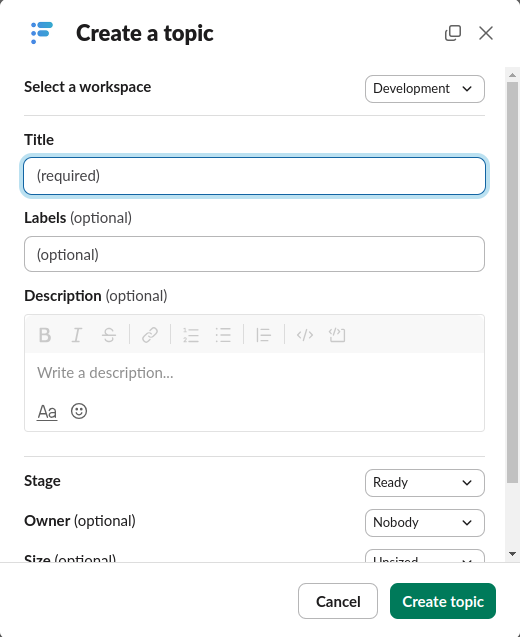 Create a topic
Select a workspace Development
Title
(required)
Labels (optional)
(optional)
Description (optional)
B I S
Write a description...
Aa
Stage Ready
Owner (optional) Nobody
Size (optional) Unsized
Cancel Create topic